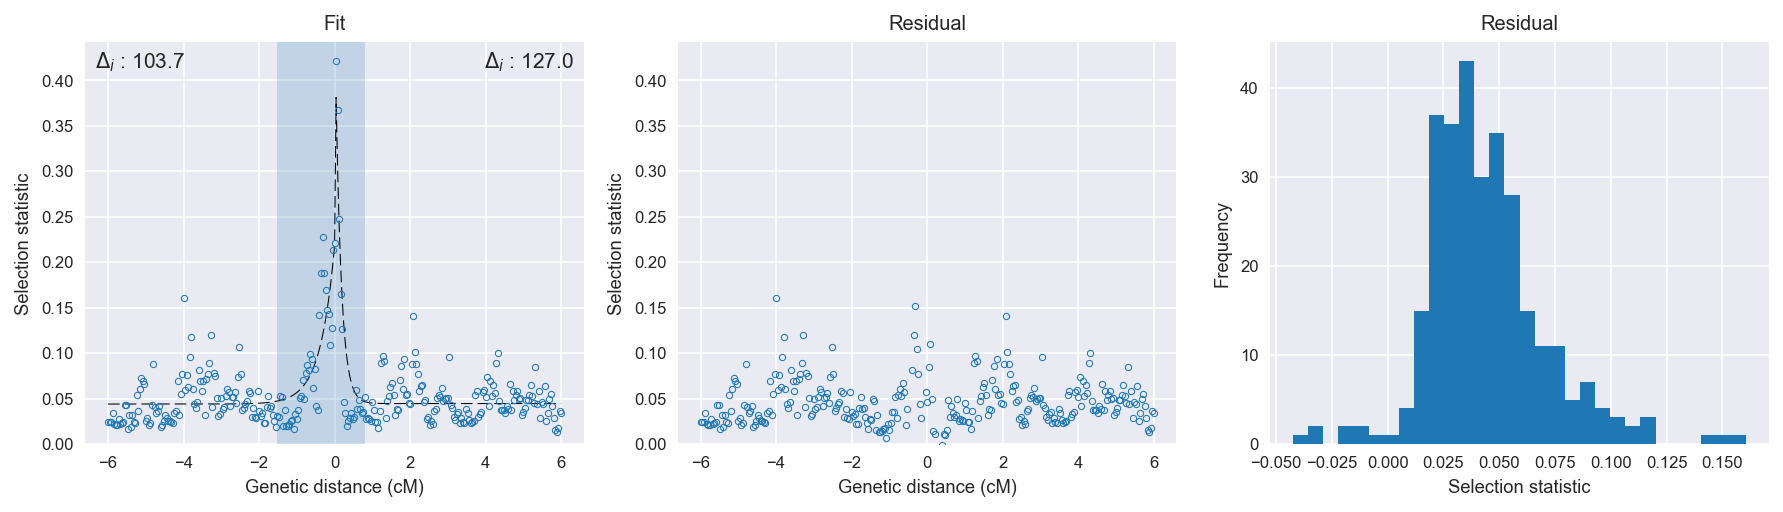 Fit
Δi : 103.7
Δi : 127.0
Selection statistic
0.40
0.35
0.30
0.25
0.20
0.15
0.10
0.05
0.00
−6 −4 −2 0 2 4 6
Genetic distance (cM)
Residual
Selection statistic
0.40
0.35
0.30
0.25
0.20
0.15
0.10
0.05
0.00
−6 −4 −2 0 2 4 6
Genetic distance (cM)
Residual
Frequency
40
30
20
10
0
−0.050 −0.025 0.000 0.025 0.050 0.075 0.100 0.125 0.150
Selection statistic